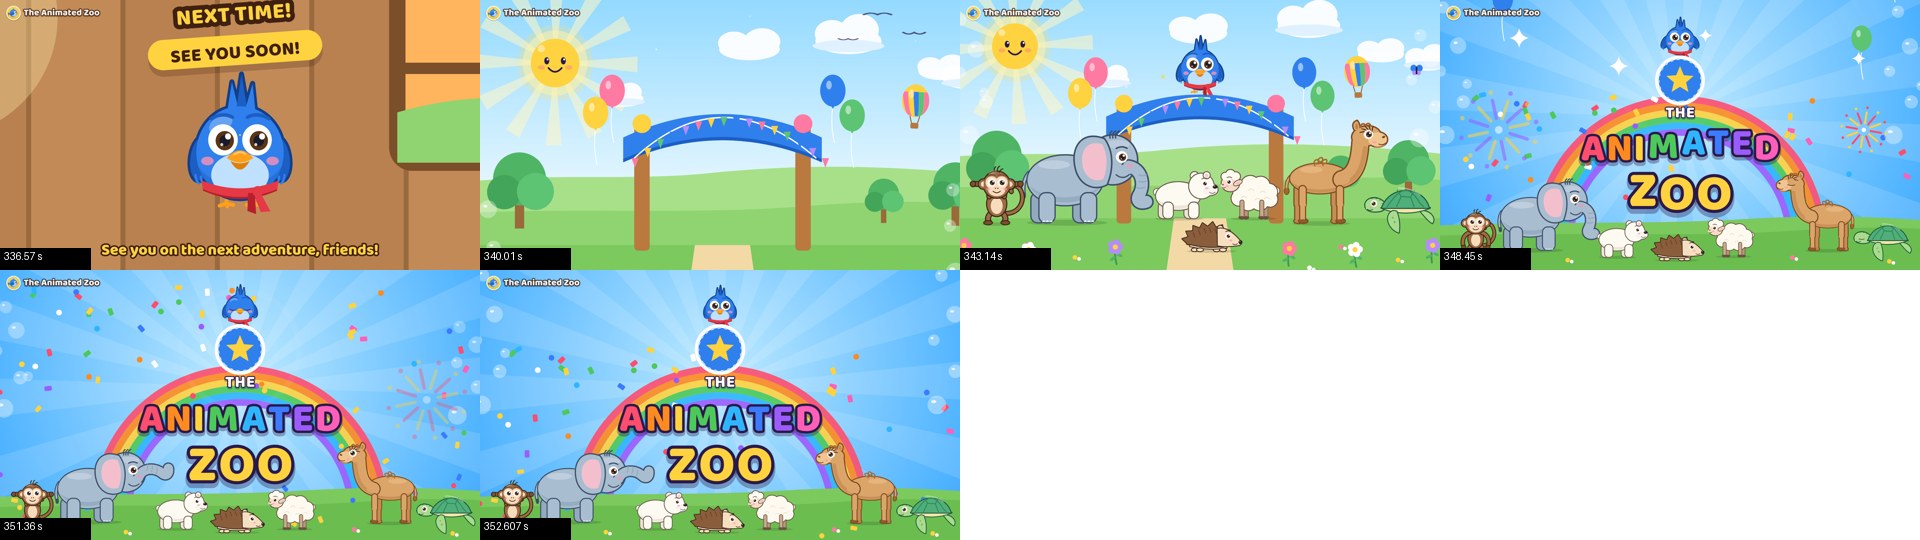 The Animated Zoo
NEXT TIME!
SEE YOU SOON!
See you on the next adventure, friends!
336.57 s
The Animated Zoo
340.01 s
The Animated Zoo
343.14 s
The Animated Zoo
THE
ANIMATED
ZOO
348.45 s
The Animated Zoo
THE
ANIMATED
ZOO
351.36 s
The Animated Zoo
THE
ANIMATED
ZOO
352.607 s